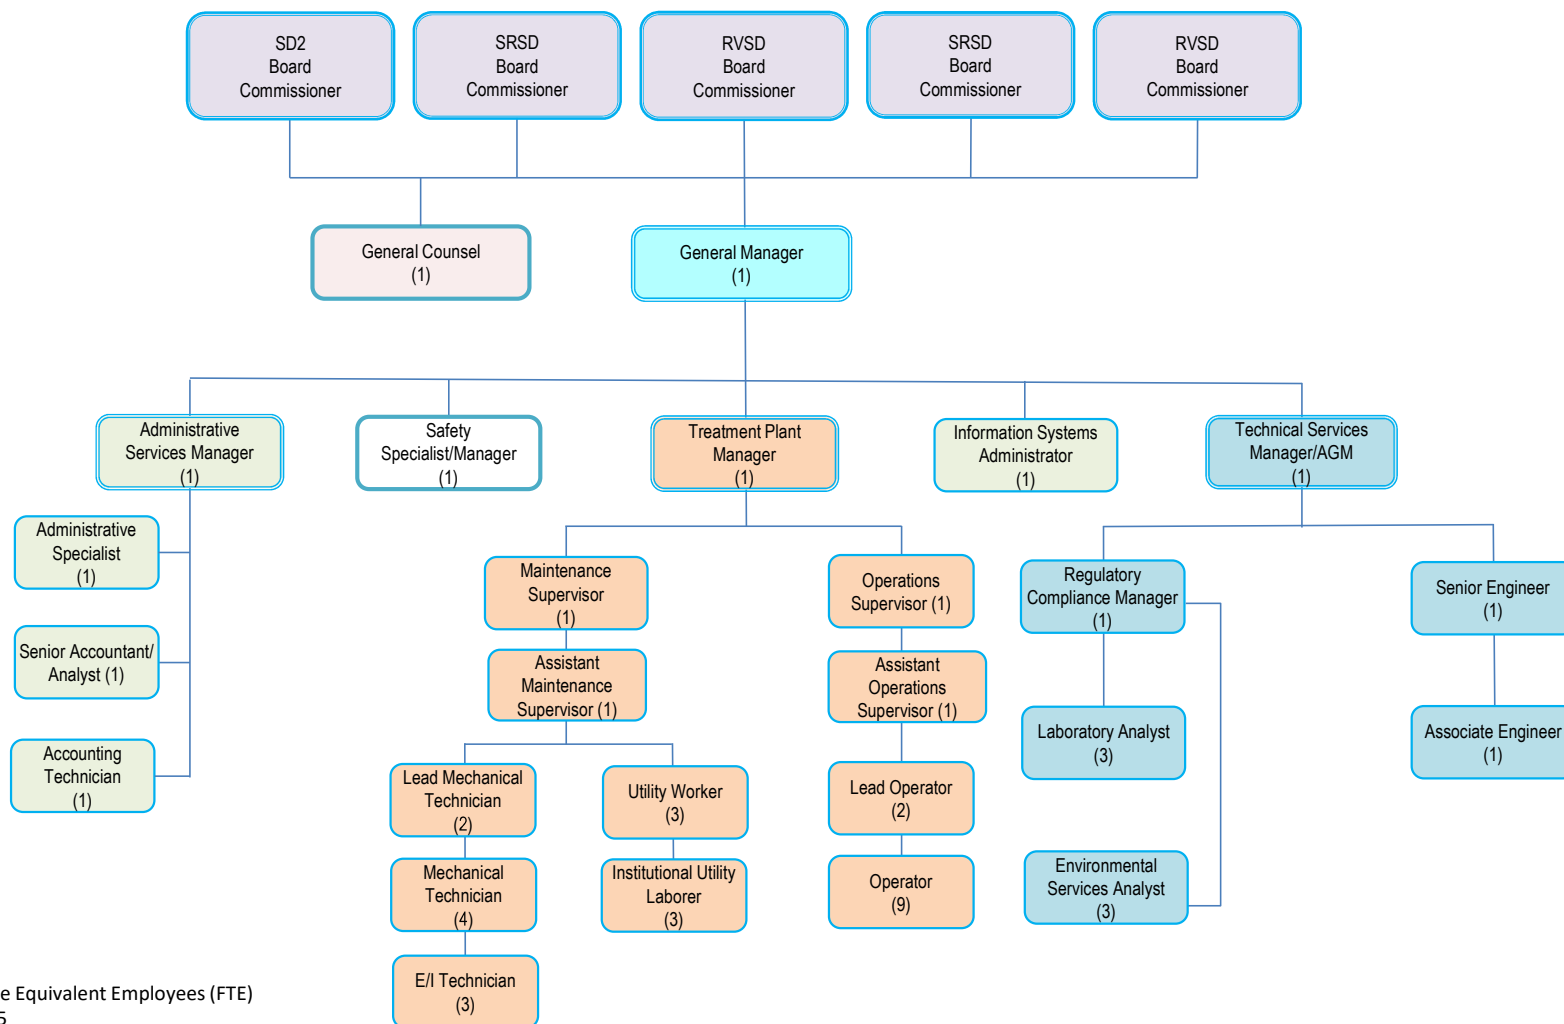 SD2
Board
Commissioner
SRSD
Board
Commissioner
RVSD
Board
Commissioner
SRSD
Board
Commissioner
RVSD
Board
Commissioner
General Counsel
(1)
General Manager
(1)
Administrative
Services Manager
(1)
Safety
Specialist/Manager
(1)
Treatment Plant
Manager
(1)
Information Systems
Administrator
(1)
Technical Services
Manager/AGM
(1)
Administrative
Specialist
(1)
Senior Accountant/
Analyst (1)
Accounting
Technician
(1)
Maintenance
Supervisor
(1)
Assistant
Maintenance
Supervisor (1)
Lead Mechanical
Technician
(2)
Mechanical
Technician
(4)
E/I Technician
(3)
Utility Worker
(3)
Institutional Utility
Laborer
(3)
Operations
Supervisor (1)
Assistant
Operations
Supervisor (1)
Lead Operator
(2)
Operator
(9)
Regulatory
Compliance Manager
(1)
Laboratory Analyst
(3)
Environmental
Services Analyst
(3)
Senior Engineer
(1)
Associate Engineer
(1)
e Equivalent Employees (FTE)
5